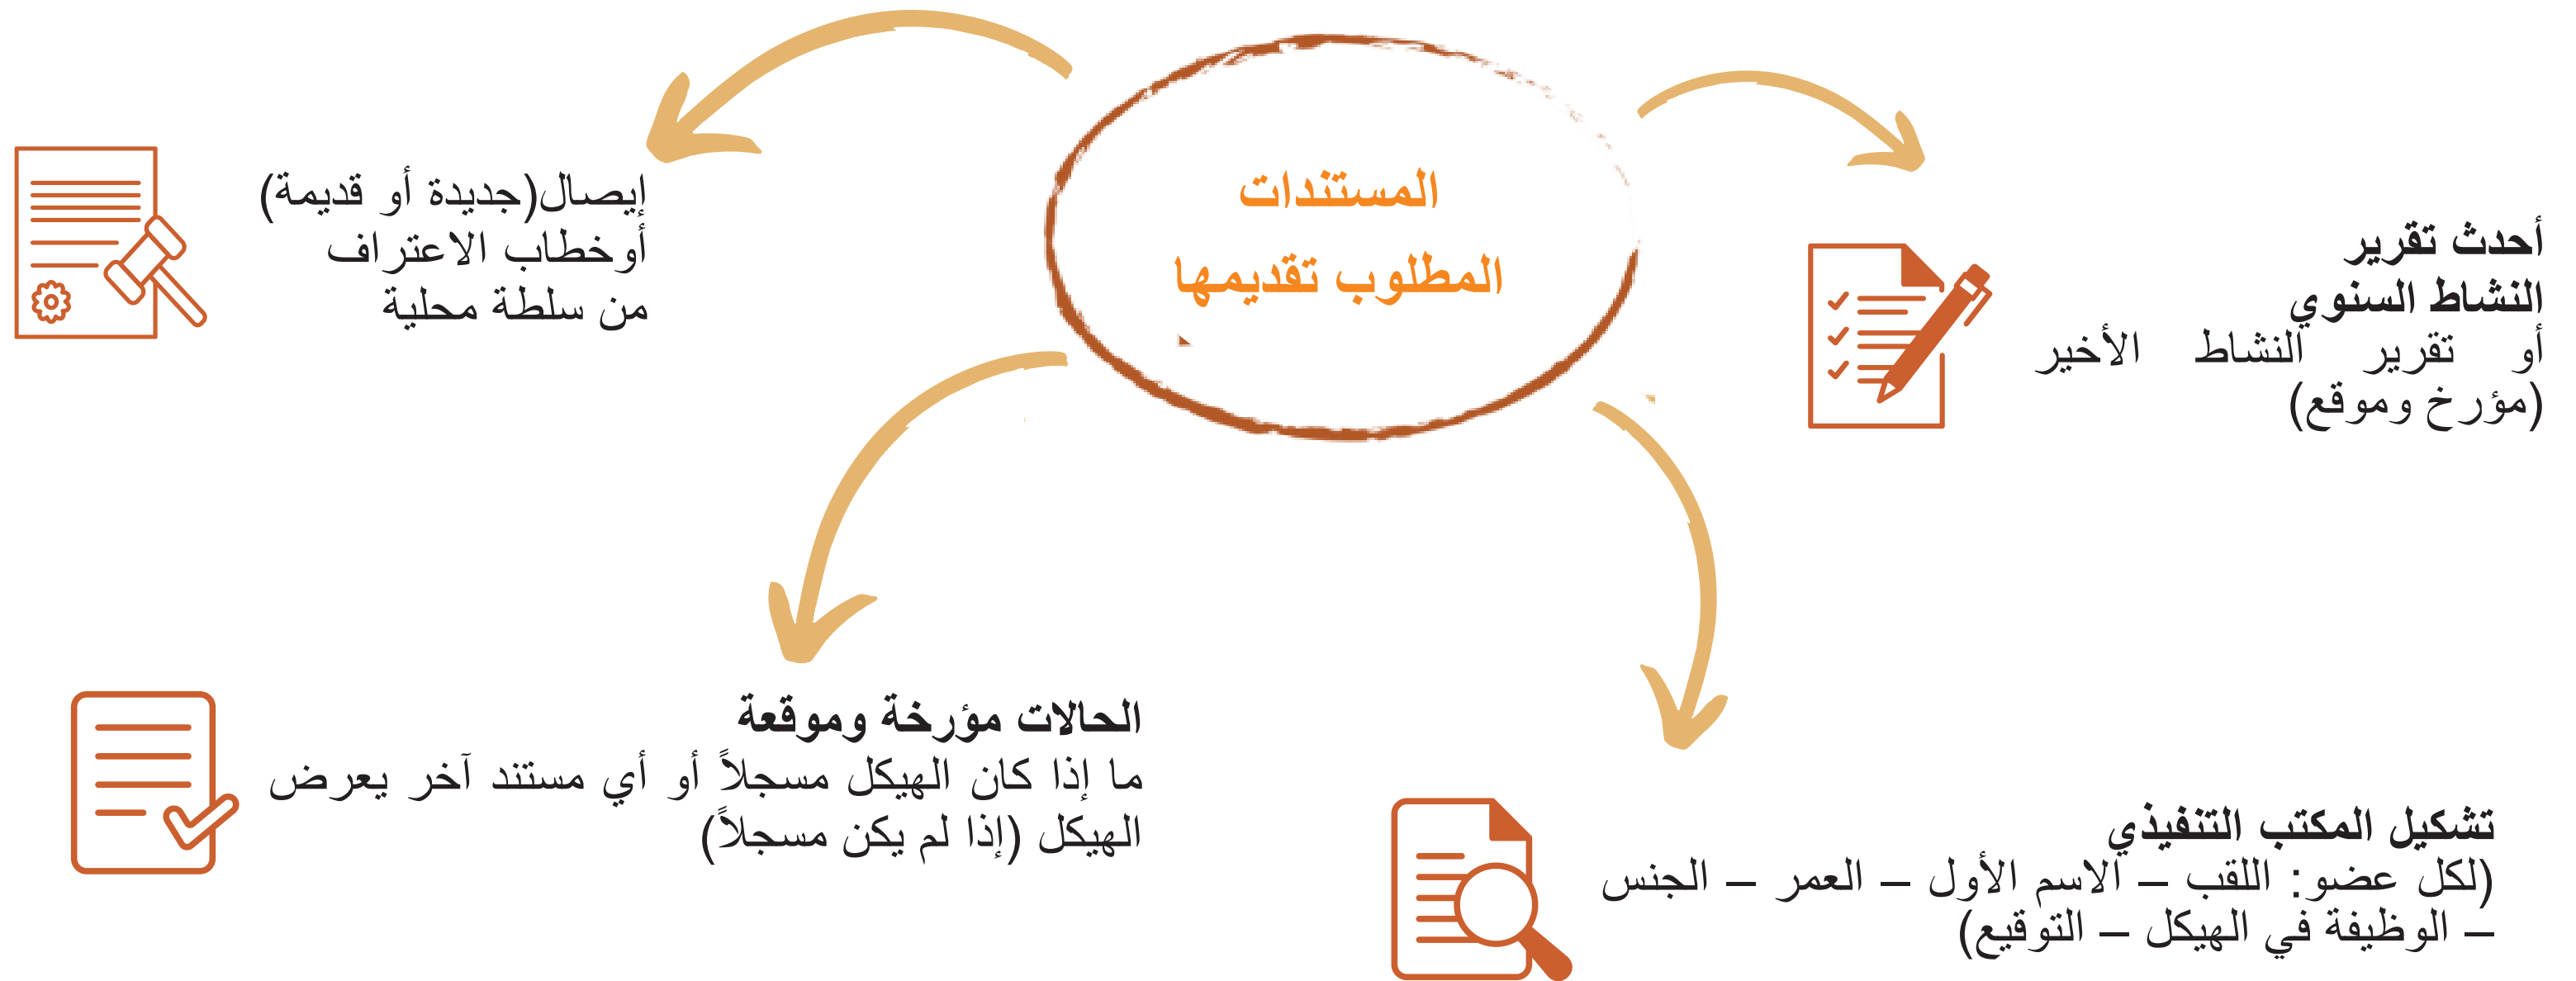 المستندات
المطلوب تقديمها
أحدث تقرير
النشاط السنوي
أو تقرير النشاط الأخير
(مؤرخ وموقع)
إيصال(جديدة أو قديمة)
أوخطاب الاعتراف
من سلطة محلية
الحالات مؤرخة وموقعة
ما إذا كان الهيكل مسجلاً أو أي مستند آخر يعرض
الهيكل (إذا لم يكن مسجلاً)
تشكيل المكتب التنفيذي
(لكل عضو: اللقب – الاسم الأول – العمر – الجنس
– الوظيفة في الهيكل – التوقيع)